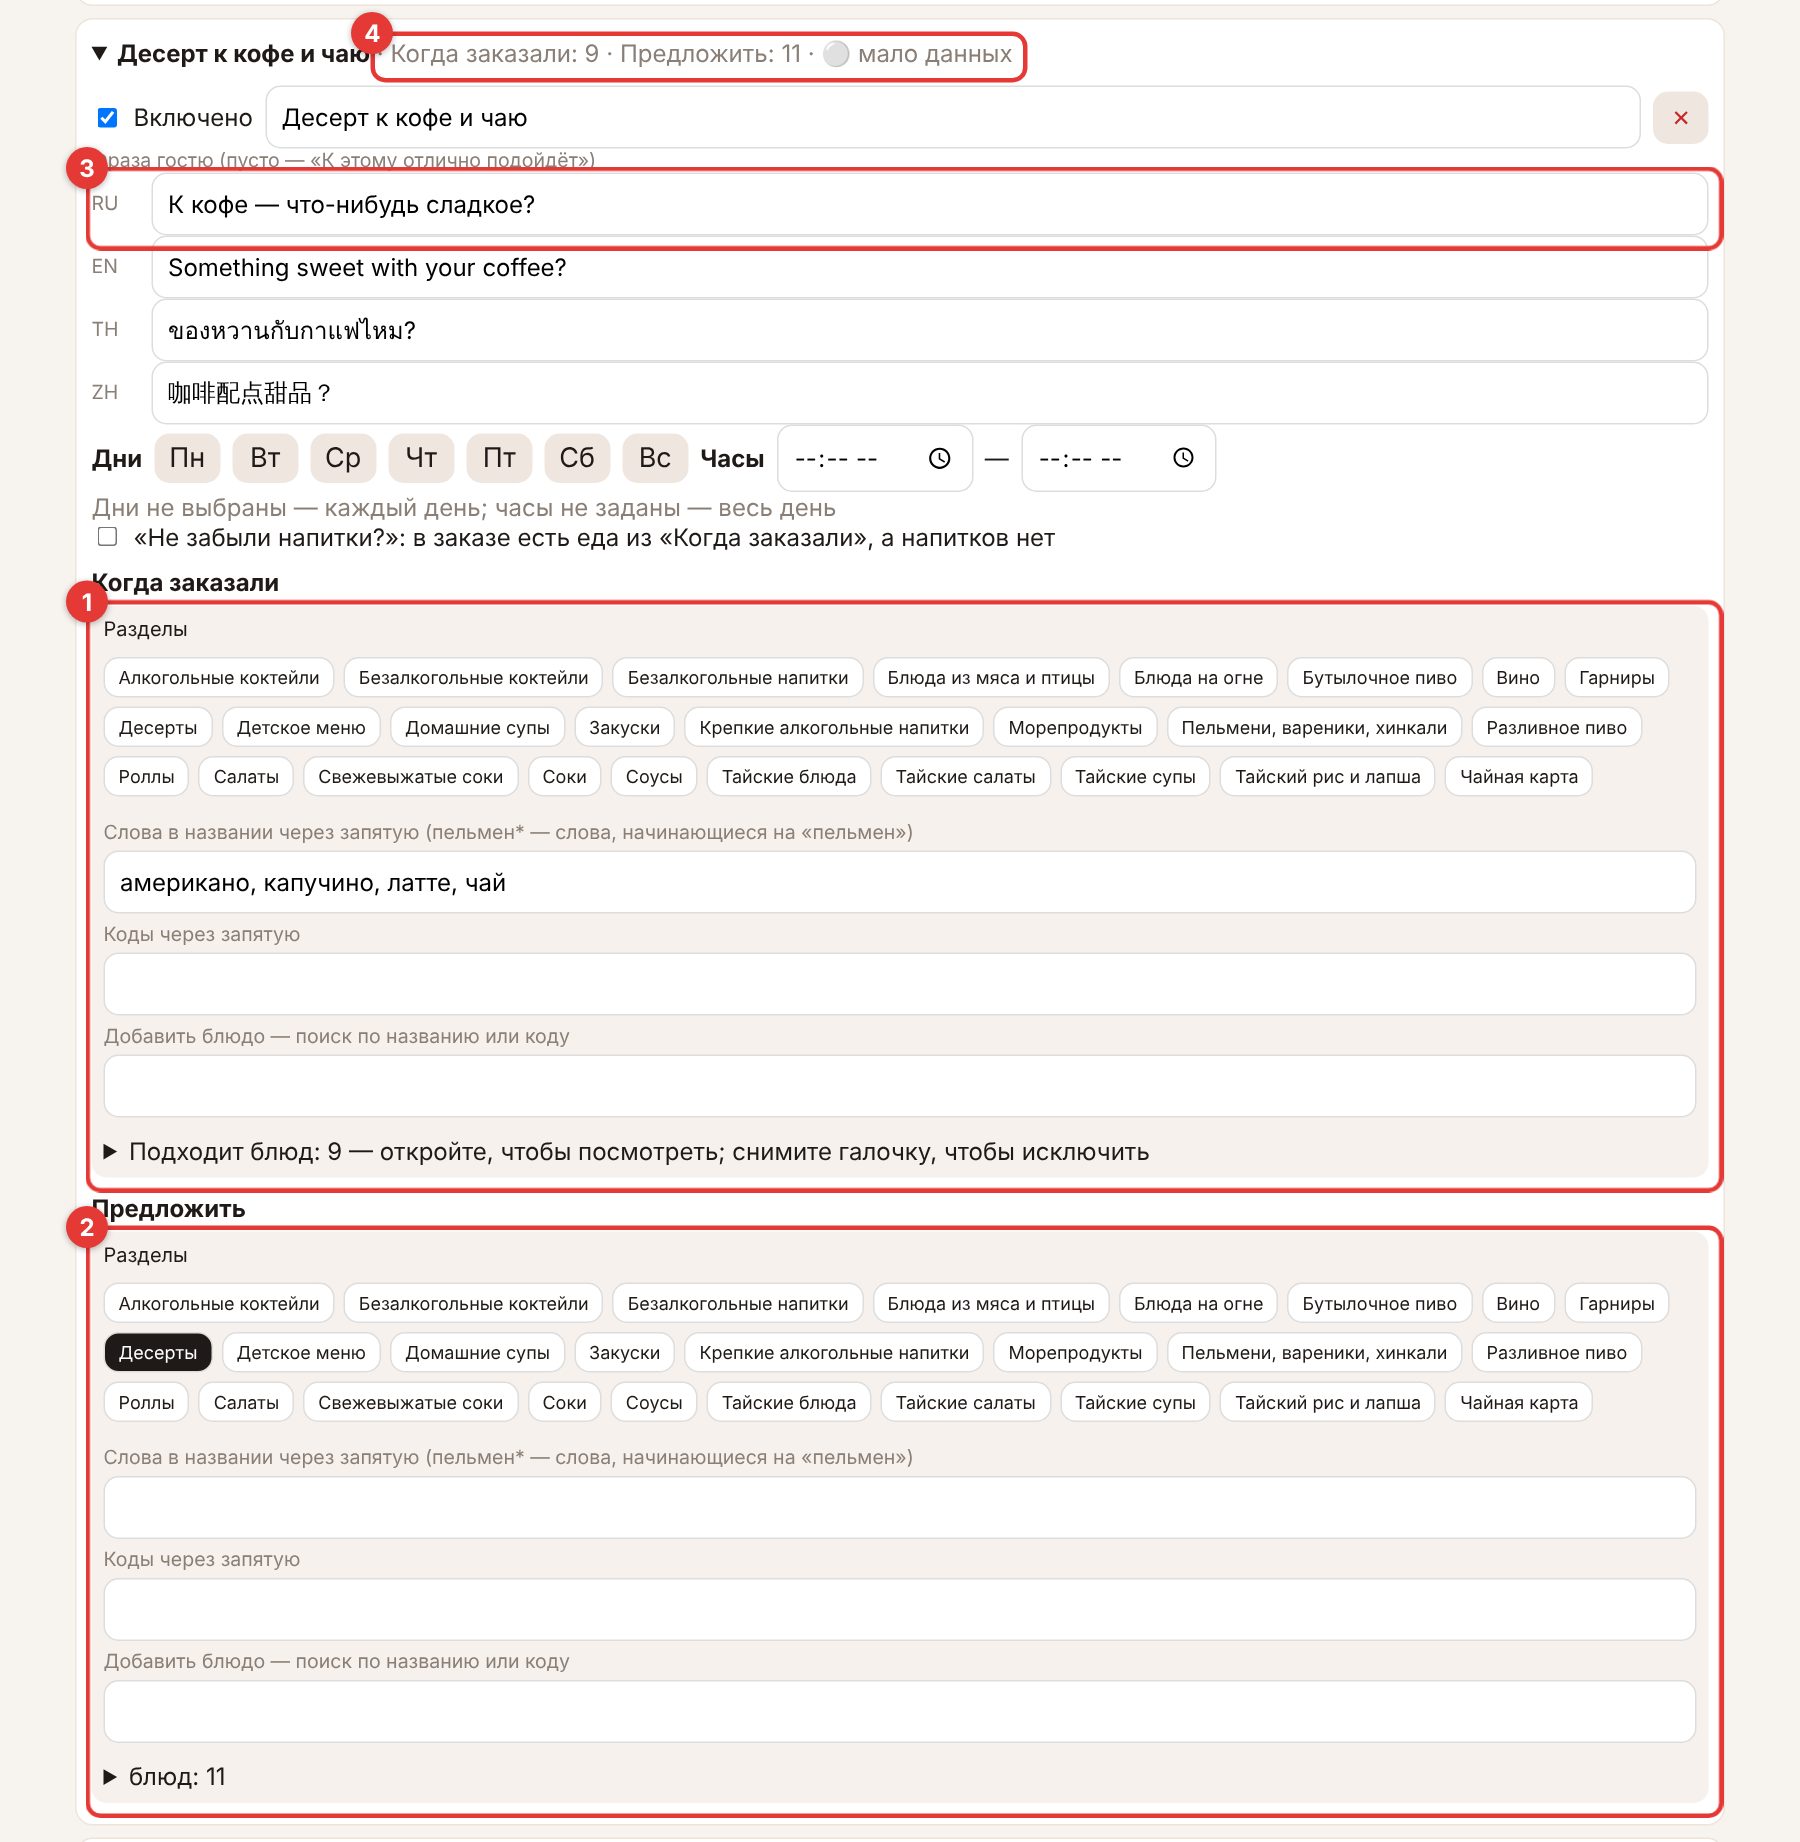 4
▼ Десерт к кофе и чаю · Когда заказали: 9 · Предложить: 11 · мало данных
Включено Десерт к кофе и чаю ×
раза гостю (пусто — «К этому отлично подойдёт»)
3
RU К кофе — что-нибудь сладкое?
EN Something sweet with your coffee?
TH ของหวานกับกาแฟไหม?
ZH 咖啡配点甜品？
Дни Пн Вт Ср Чт Пт Сб Вс Часы --:-- -- — --:-- --
Дни не выбраны — каждый день; часы не заданы — весь день
«Не забыли напитки?»: в заказе есть еда из «Когда заказали», а напитков нет
Когда заказали
1
Разделы
Алкогольные коктейли Безалкогольные коктейли Безалкогольные напитки Блюда из мяса и птицы Блюда на огне Бутылочное пиво Вино Гарниры
Десерты Детское меню Домашние супы Закуски Крепкие алкогольные напитки Морепродукты Пельмени, вареники, хинкали Разливное пиво
Роллы Салаты Свежевыжатые соки Соки Соусы Тайские блюда Тайские салаты Тайские супы Тайский рис и лапша Чайная карта
Слова в названии через запятую (пельмен* — слова, начинающиеся на «пельмен»)
американо, капучино, латте, чай
Коды через запятую
Добавить блюдо — поиск по названию или коду
▶ Подходит блюд: 9 — откройте, чтобы посмотреть; снимите галочку, чтобы исключить
Предложить
2
Разделы
Алкогольные коктейли Безалкогольные коктейли Безалкогольные напитки Блюда из мяса и птицы Блюда на огне Бутылочное пиво Вино Гарниры
Десерты Детское меню Домашние супы Закуски Крепкие алкогольные напитки Морепродукты Пельмени, вареники, хинкали Разливное пиво
Роллы Салаты Свежевыжатые соки Соки Соусы Тайские блюда Тайские салаты Тайские супы Тайский рис и лапша Чайная карта
Слова в названии через запятую (пельмен* — слова, начинающиеся на «пельмен»)
Коды через запятую
Добавить блюдо — поиск по названию или коду
▶ блюд: 11